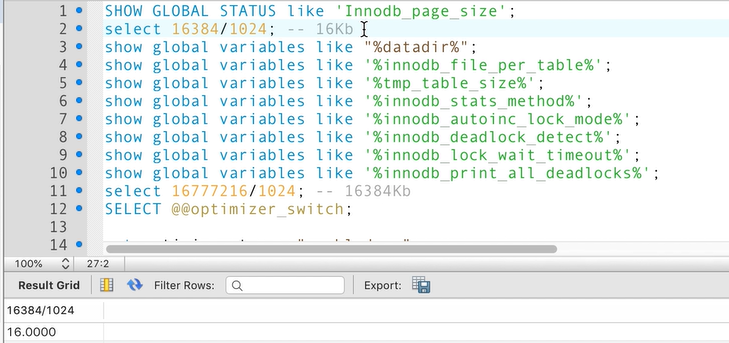 1 SHOW GLOBAL STATUS like 'Innodb_page_size';
2 select 16384/1024; -- 16Kb
3 show global variables like "%datadir%";
4 show global variables like '%innodb_file_per_table%';
5 show global variables like '%tmp_table_size%';
6 show global variables like '%innodb_stats_method%';
7 show global variables like '%innodb_autoinc_lock_mode%';
8 show global variables like '%innodb_deadlock_detect%';
9 show global variables like '%innodb_lock_wait_timeout%';
10 show global variables like '%innodb_print_all_deadlocks%';
11 select 16777216/1024; -- 16384Kb
12 SELECT @@optimizer_switch;
13
14
100% 27:2
Result Grid Filter Rows: Export:
16384/1024
16.0000